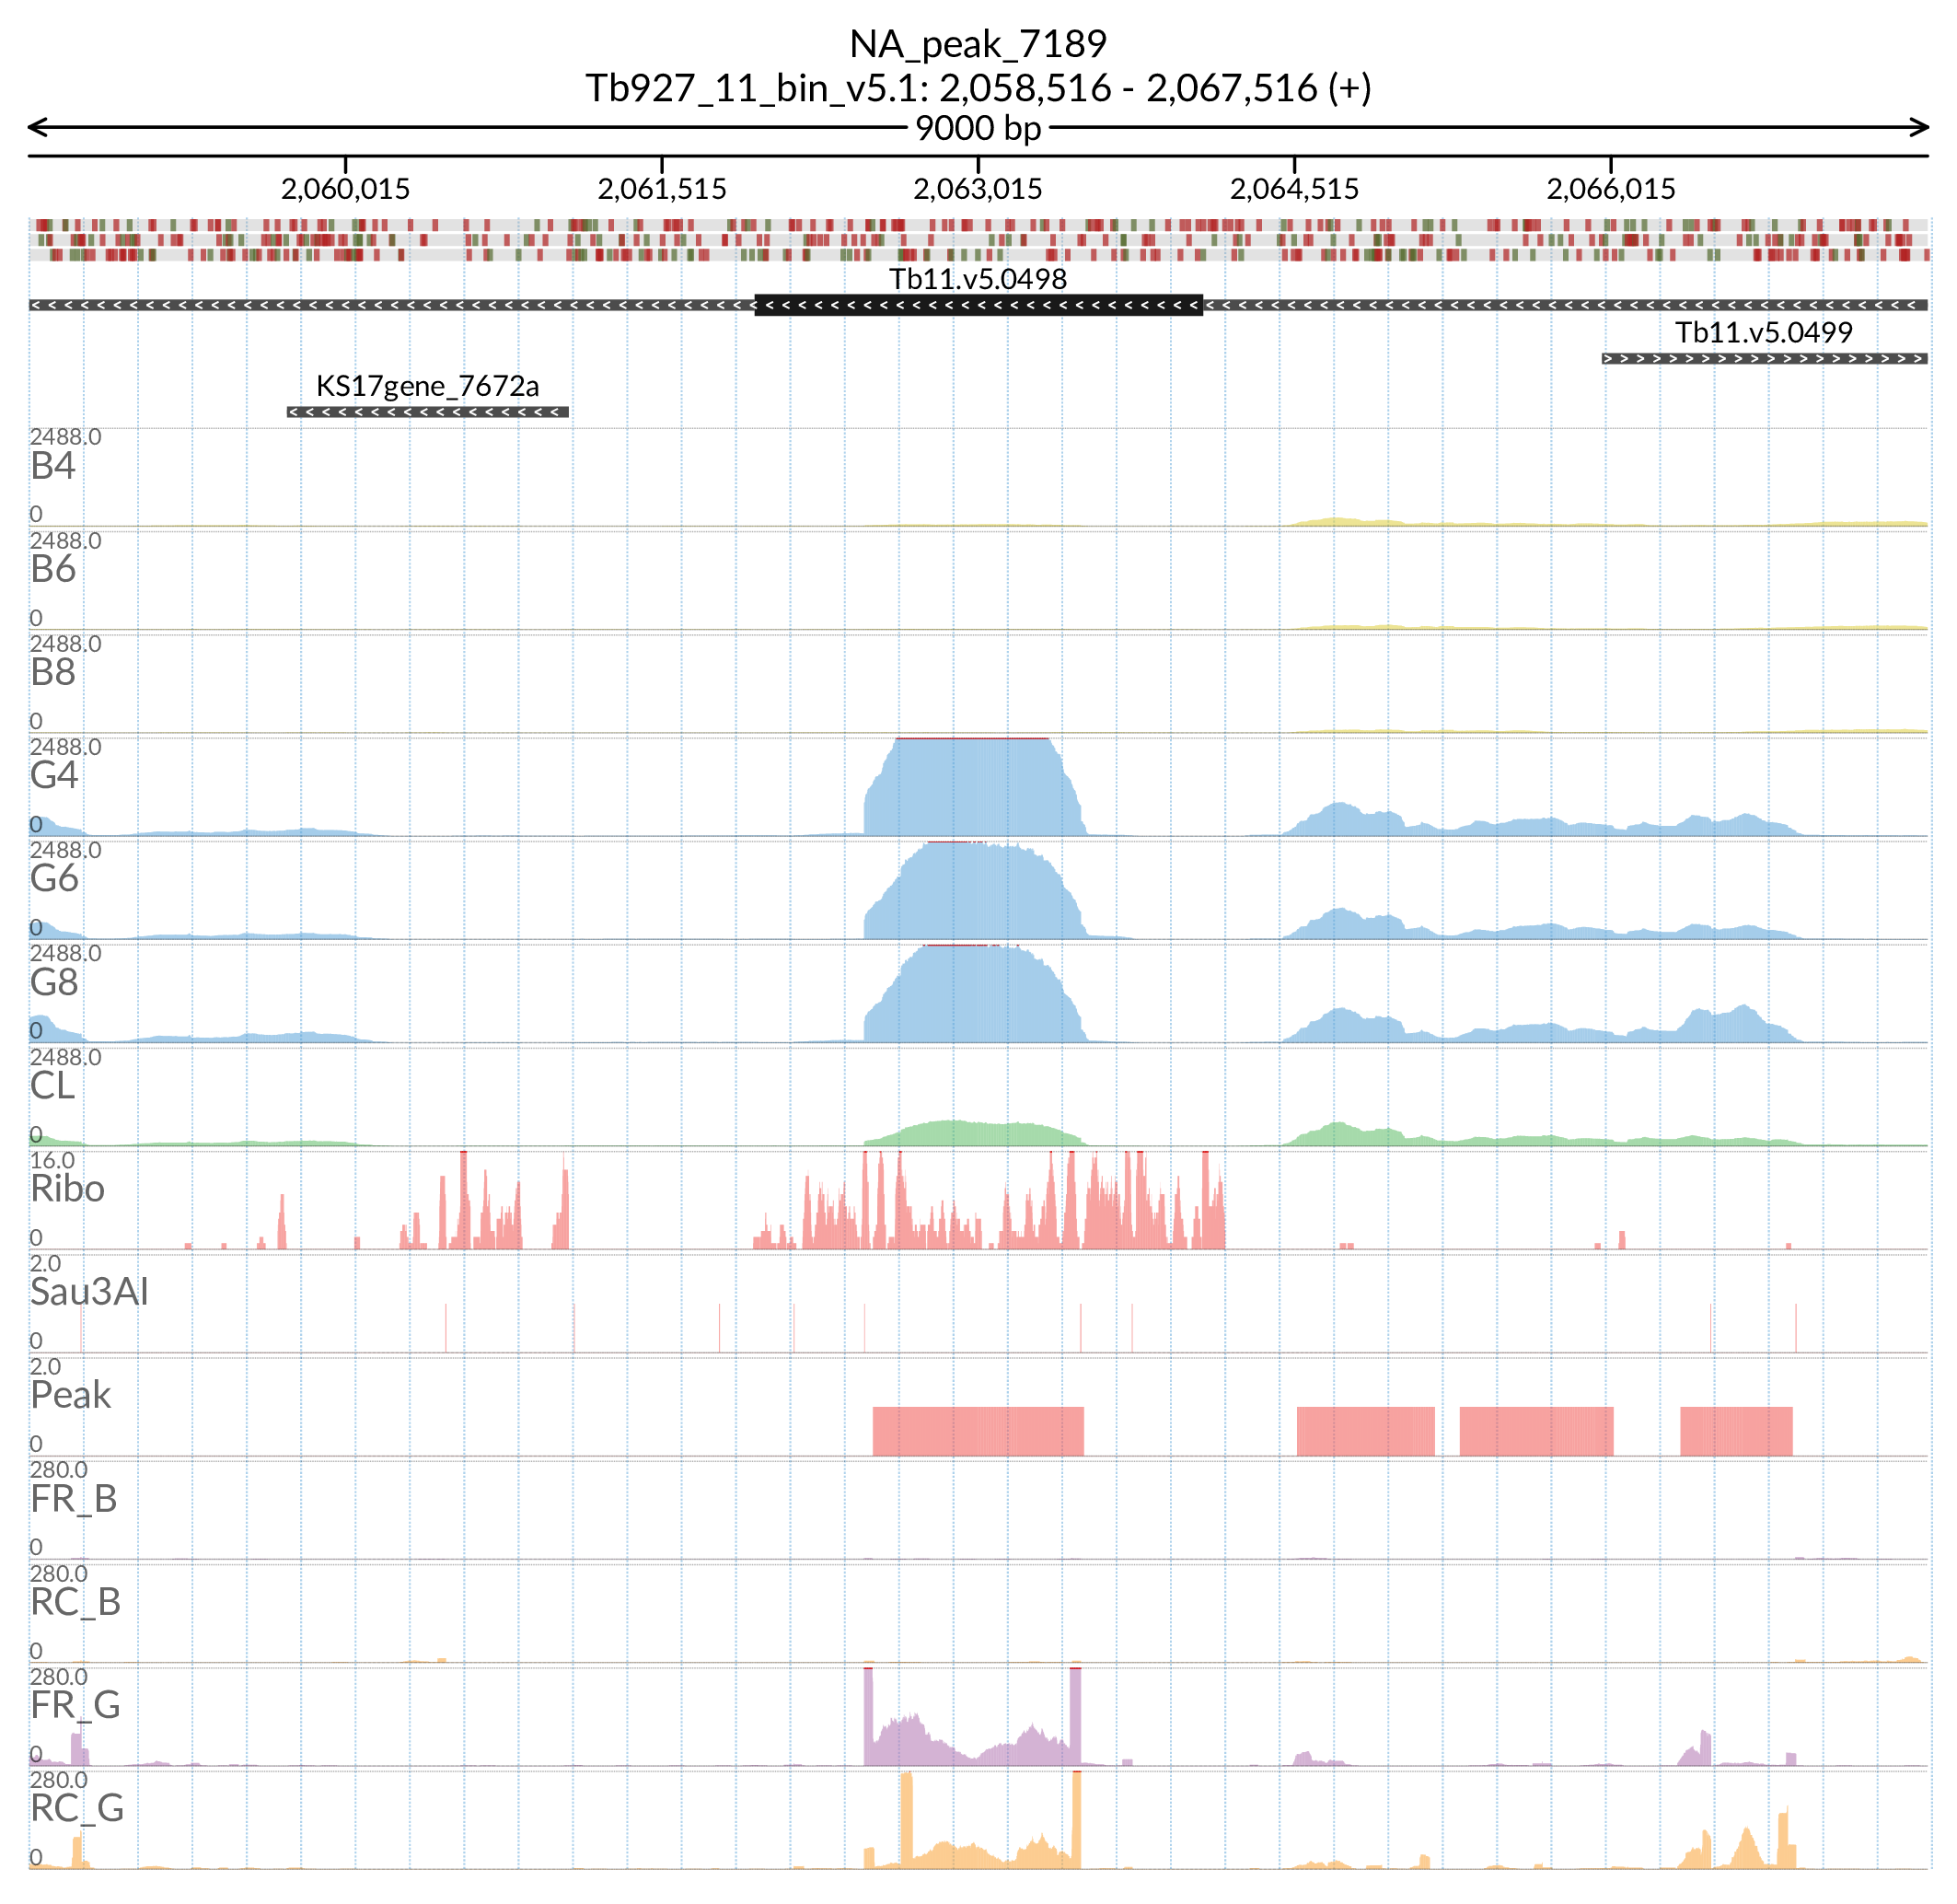 NA_peak_7189
Tb927_11_bin_v5.1: 2,058,516 - 2,067,516 (+)
9000 bp
2,060,015 2,061,515 2,063,015 2,064,515 2,066,015
Tb11.v5.0498
Tb11.v5.0499
KS17gene_7672a
2488.0
B4
0
2488.0
B6
0
2488.0
B8
0
2488.0
G4
0
2488.0
G6
0
2488.0
G8
0
2488.0
CL
0
16.0
Ribo
0
2.0
Sau3AI
0
2.0
Peak
0
280.0
FR_B
0
280.0
RC_B
0
280.0
FR_G
0
280.0
RC_G
0